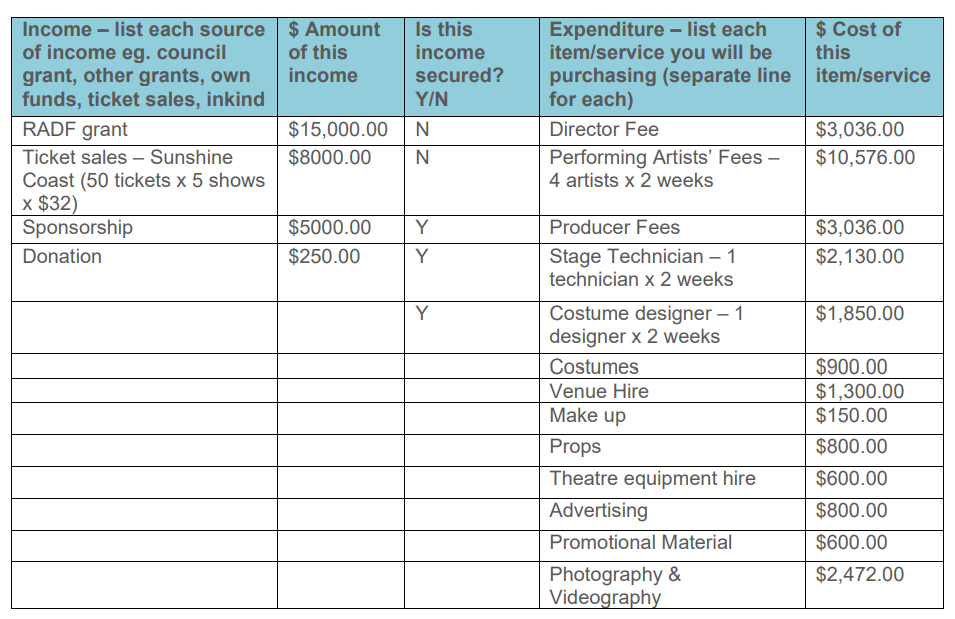 Income – list each source $ Amount Is this Expenditure – list each $ Cost of
of income eg. council of this income item/service you will be this
grant, other grants, own income secured? purchasing (separate line item/service
funds, ticket sales, inkind Y/N for each)
RADF grant $15,000.00 N Director Fee $3,036.00
Ticket sales – Sunshine $8000.00 N Performing Artists’ Fees – $10,576.00
Coast (50 tickets x 5 shows 4 artists x 2 weeks
x $32)
Sponsorship $5000.00 Y Producer Fees $3,036.00
Donation $250.00 Y Stage Technician – 1 $2,130.00
technician x 2 weeks
Y Costume designer – 1 $1,850.00
designer x 2 weeks
Costumes $900.00
Venue Hire $1,300.00
Make up $150.00
Props $800.00
Theatre equipment hire $600.00
Advertising $800.00
Promotional Material $600.00
Photography & $2,472.00
Videography